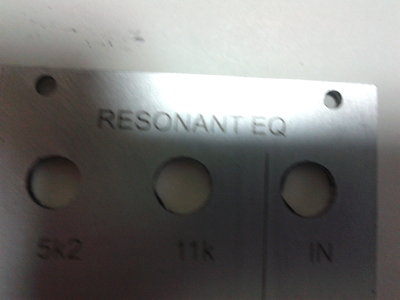 RESONANT EQ
5k2 11k IN